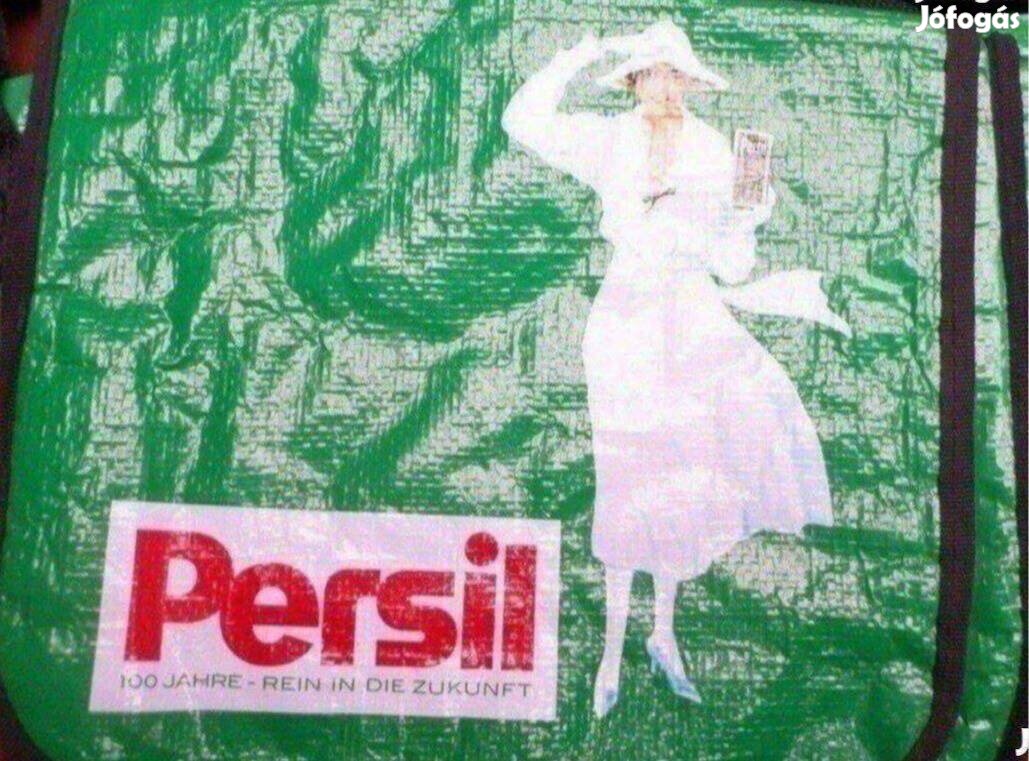 Jófogás
Persil
100 JAHRE - REIN IN DIE ZUKUNFT